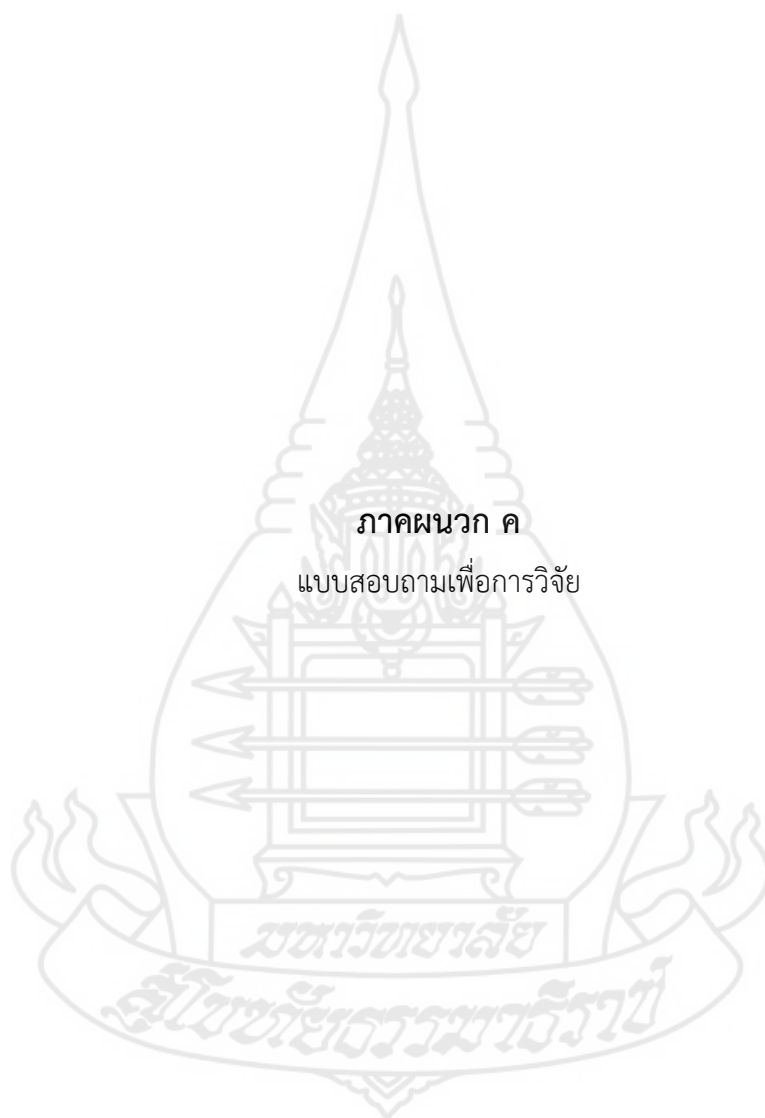 ภาคผนวก ค
แบบสอบถามเพื่อการวิจัย
มหาวิทยาลัย
สุโขทัยธรรมาธิราช